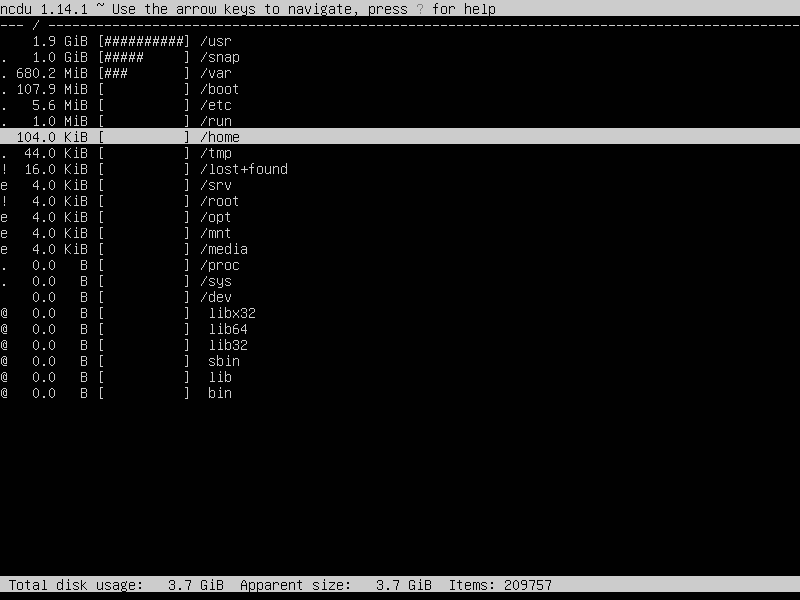 ncdu 1.14.1 ~ Use the arrow keys to navigate, press ? for help
--- / ----------------------------------------------------------------------------------------------
    1.9 GiB [##########] /usr
.   1.0 GiB [#####     ] /snap
. 680.2 MiB [###       ] /var
. 107.9 MiB [          ] /boot
.   5.6 MiB [          ] /etc
.   1.0 MiB [          ] /run
  104.0 KiB [          ] /home
.  44.0 KiB [          ] /tmp
!  16.0 KiB [          ] /lost+found
e   4.0 KiB [          ] /srv
!   4.0 KiB [          ] /root
e   4.0 KiB [          ] /opt
e   4.0 KiB [          ] /mnt
e   4.0 KiB [          ] /media
.   0.0   B [          ] /proc
.   0.0   B [          ] /sys
    0.0   B [          ] /dev
@   0.0   B [          ]  libx32
@   0.0   B [          ]  lib64
@   0.0   B [          ]  lib32
@   0.0   B [          ]  sbin
@   0.0   B [          ]  lib
@   0.0   B [          ]  bin
Total disk usage:   3.7 GiB  Apparent size:   3.7 GiB  Items: 209757